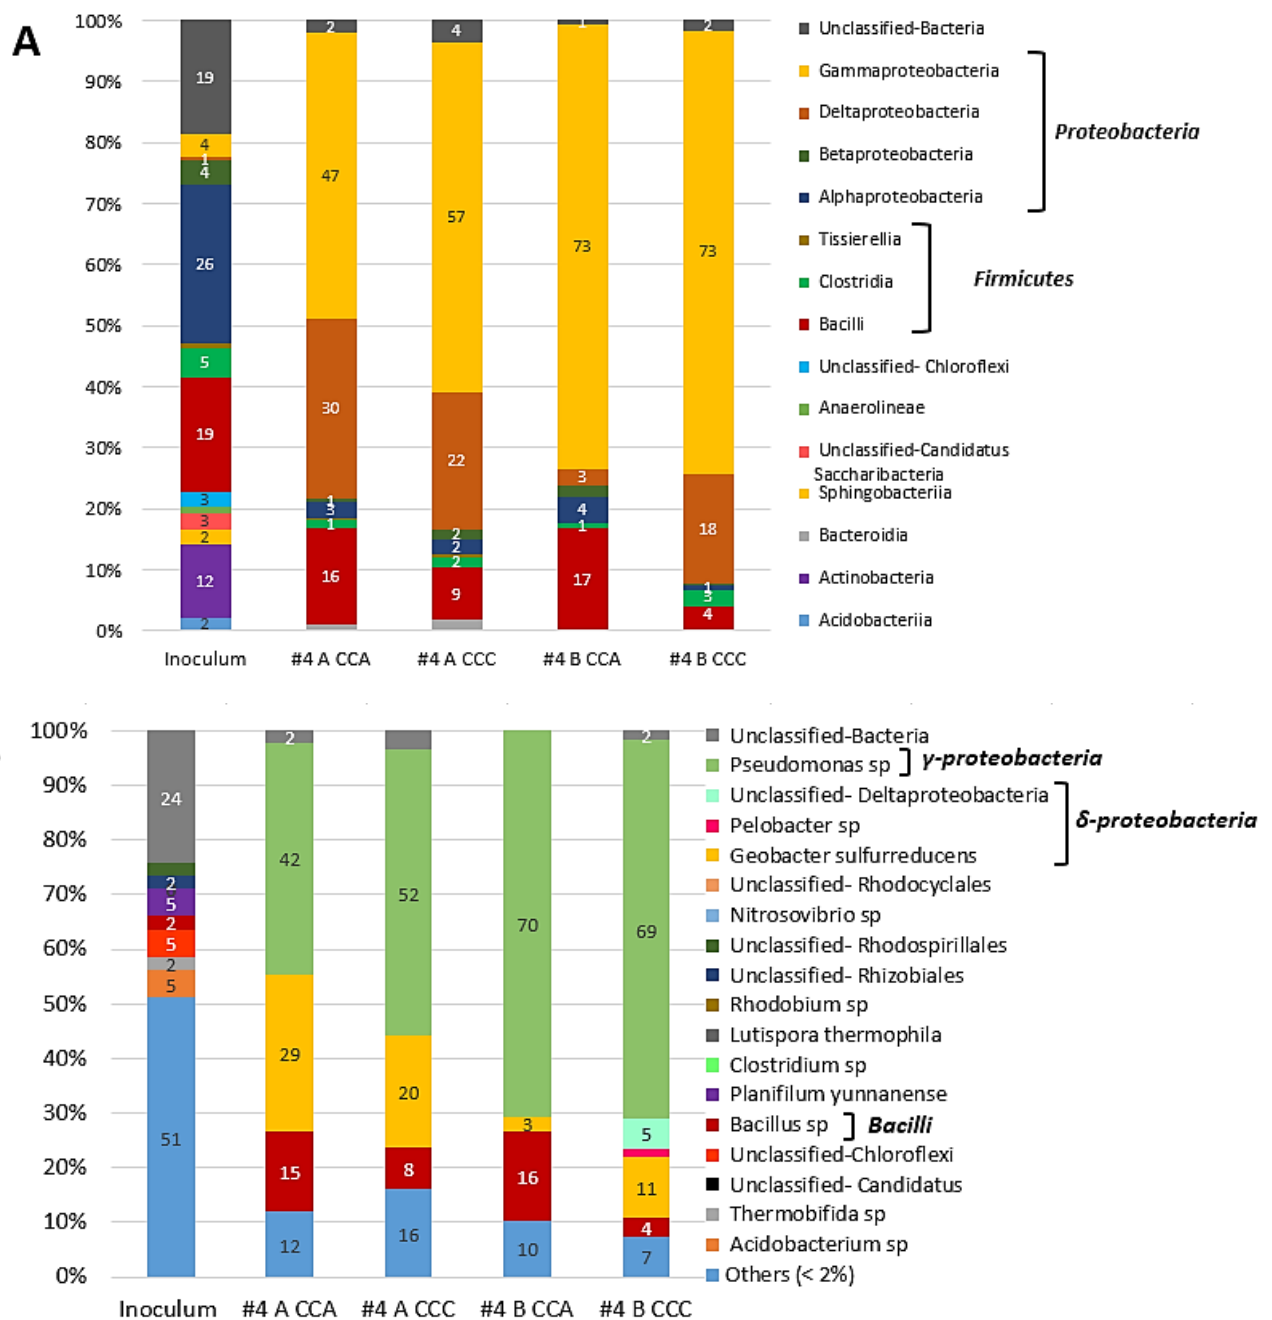 A
100%
90%
80%
70%
60%
50%
40%
30%
20%
10%
0%
19
4
1
4
26
5
19
3
3
2
12
2
2
47
30
1
3
1
16
4
57
22
2
2
2
9
1
73
3
4
1
17
2
73
18
1
3
4
Inoculum
#4 A CCA
#4 A CCC
#4 B CCA
#4 B CCC
Unclassified-Bacteria
Gammaproteobacteria
Deltaproteobacteria
Betaproteobacteria
Alphaproteobacteria
Proteobacteria
Tissierellia
Clostridia
Bacilli
Firmicutes
Unclassified- Chloroflexi
Anaerolineae
Unclassified-Candidatus
Saccharibacteria
Sphingobacteriia
Bacteroidia
Actinobacteria
Acidobacteriia
100%
90%
80%
70%
60%
50%
40%
30%
20%
10%
0%
24
2
5
2
5
2
5
51
2
42
29
15
12
52
20
8
16
70
3
16
10
2
69
5
11
4
7
Inoculum
#4 A CCA
#4 A CCC
#4 B CCA
#4 B CCC
Unclassified-Bacteria
Pseudomonas sp
γ-proteobacteria
Unclassified- Deltaproteobacteria
Pelobacter sp
δ-proteobacteria
Geobacter sulfurreducens
Unclassified- Rhodocyclales
Nitrosovibrio sp
Unclassified- Rhodospirillales
Unclassified- Rhizobiales
Rhodobium sp
Lutispora thermophila
Clostridium sp
Planifilum yunnanense
Bacillus sp
Bacilli
Unclassified-Chloroflexi
Unclassified- Candidatus
Thermobifida sp
Acidobacterium sp
Others (< 2%)